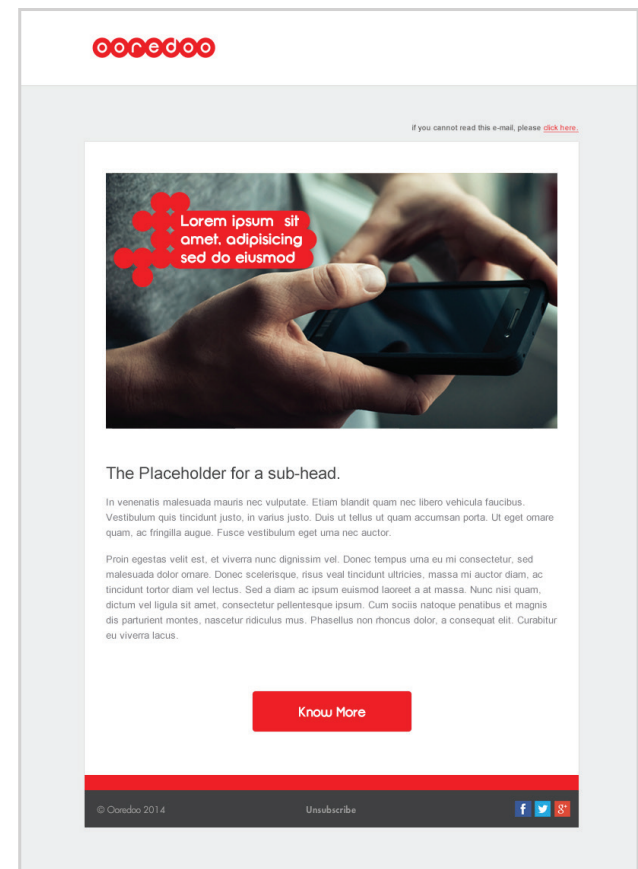 ooredoo
if you cannot read this e-mail, please click here.
Lorem ipsum sit
amet, adipisicing
sed do eiusmod
The Placeholder for a sub-head.
In venenatis malesuada mauris nec vulputate. Etiam blandit quam nec libero vehicula faucibus.
Vestibulum quis tincidunt justo, in varius justo. Duis ut tellus ut quam accumsan porta. Ut eget ornare
quam, ac fringilla augue. Fusce vestibulum eget urna nec auctor.
Proin egestas velit est, et viverra nunc dignissim vel. Donec tempus urna eu mi consectetur, sed
malesuada dolor ornare. Donec scelerisque, risus veal tincidunt ultricies, massa mi auctor diam, ac
tincidunt tortor diam vel lectus. Sed a diam ac ipsum euismod laoreet a at massa. Nunc nisi quam,
dictum vel ligula sit amet, consectetur pellentesque ipsum. Cum sociis natoque penatibus et magnis
dis parturient montes, nascetur ridiculus mus. Phasellus non rhoncus dolor, a consequat elit. Curabitur
eu viverra lacus.
Know More
© Ooredoo 2014 Unsubscribe f g+